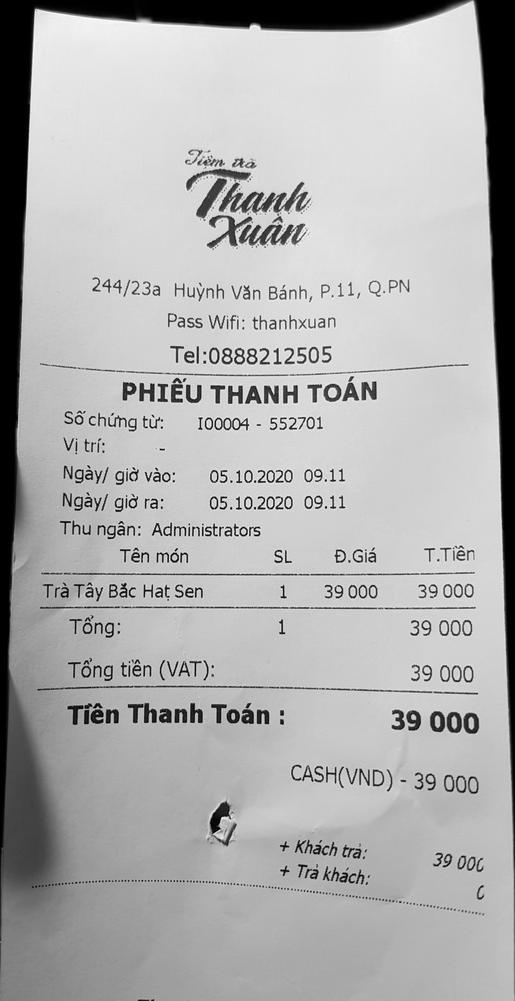 Tiệm trà
Thanh
Xuân
244/23a Huỳnh Văn Bánh, P.11, Q.PN
Pass Wifi: thanhxuan
Tel:0888212505
PHIẾU THANH TOÁN
Số chứng từ: I00004 - 552701
Vị trí: -
Ngày/ giờ vào: 05.10.2020 09.11
Ngày/ giờ ra: 05.10.2020 09.11
Thu ngân: Administrators
Tên món SL Đ.Giá T.Tiền
Trà Tây Bắc Hạt Sen 1 39 000 39 000
Tổng: 1 39 000
Tổng tiền (VAT): 39 000
Tiền Thanh Toán : 39 000
CASH(VND) - 39 000
+ Khách trả: 39 000
+ Trả khách: 0